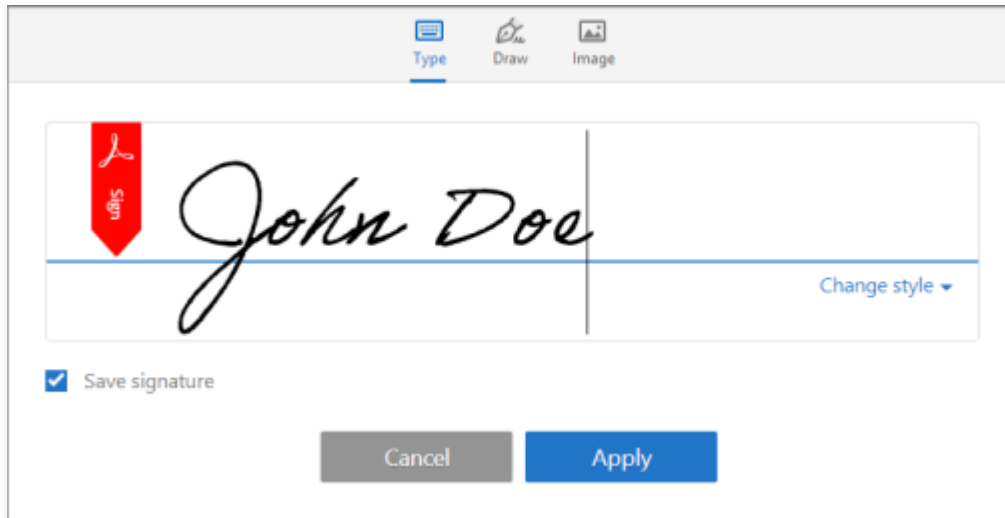 Type Draw Image
Sign
John Doe
Change style
Save signature
Cancel Apply